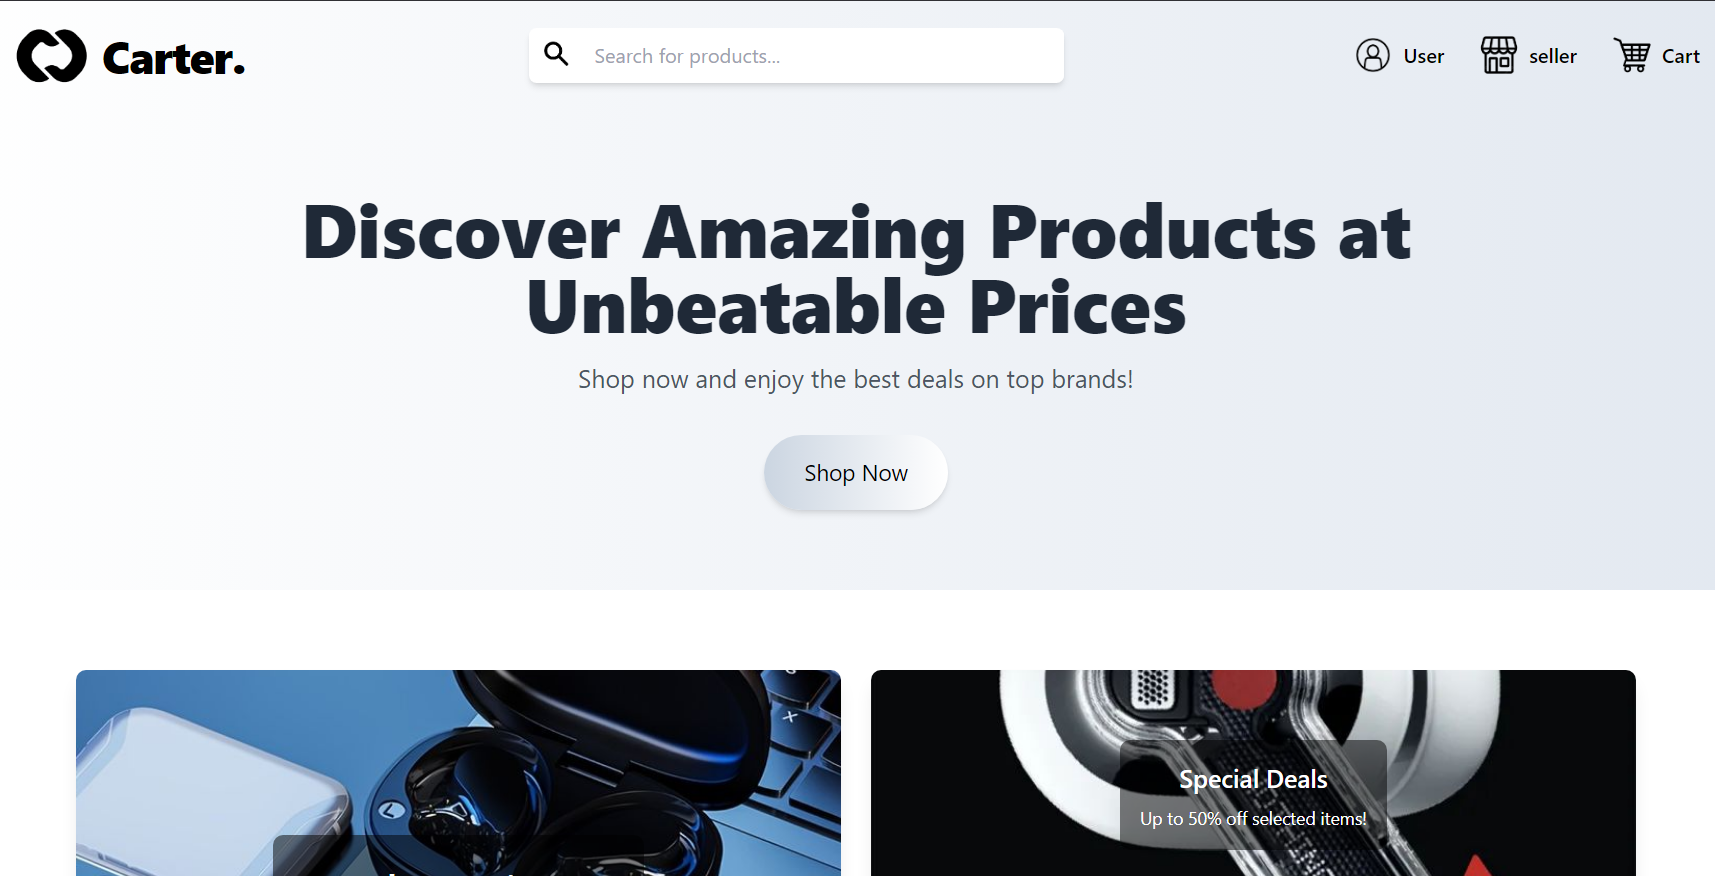 Carter.
Search for products...
User
seller
Cart
Discover Amazing Products at
Unbeatable Prices
Shop now and enjoy the best deals on top brands!
Shop Now
L
Special Deals
Up to 50% off selected items!